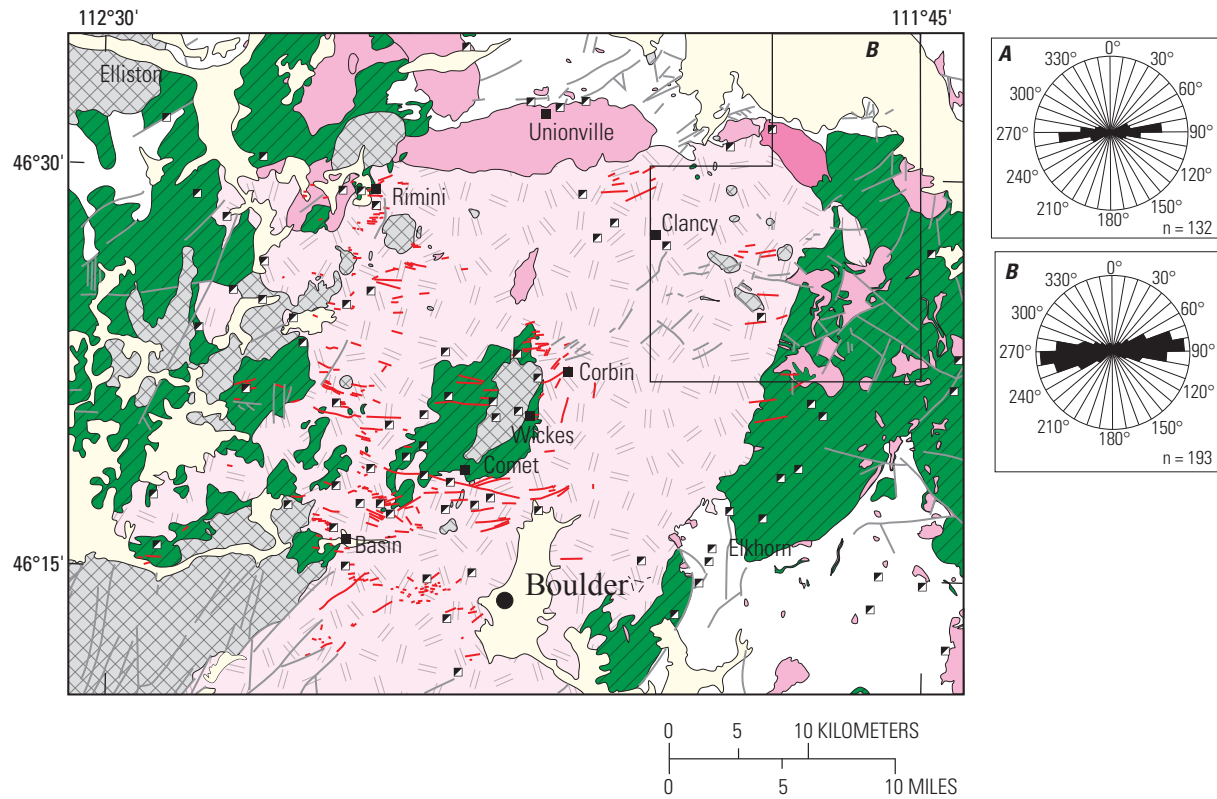 112°30' 111°45'
B
Elliston
Unionville
46°30'
Rimini
Clancy
Corbin
Wickes
Comet
Basin
Elkhorn
46°15'
Boulder
0 5 10 KILOMETERS
0 5 10 MILES
A
0°
330° 30°
300° 60°
270° 90°
240° 120°
210° 150°
180°
n = 132
B
0°
330° 30°
300° 60°
270° 90°
240° 120°
210° 150°
180°
n = 193